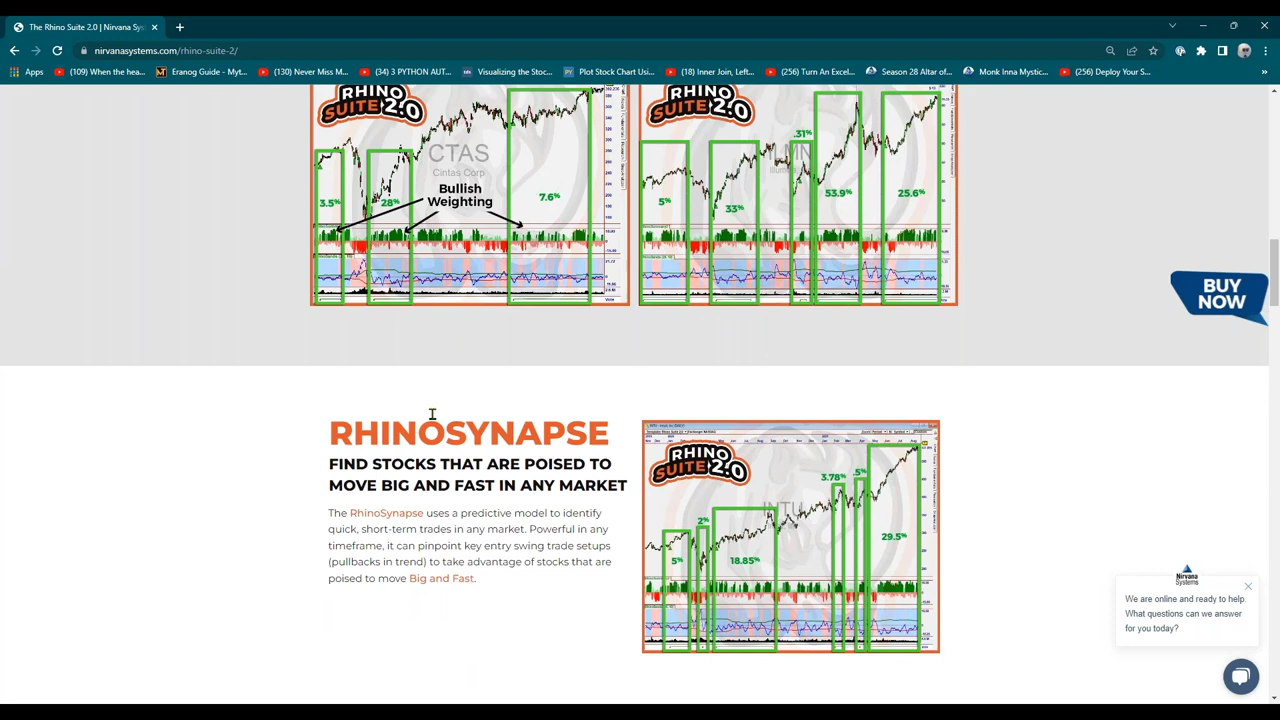 The Rhino Suite 2.0 | Nirvana Sys
nirvanasystems.com/rhino-suite-2/
Apps
(109) When the hea...
Eranog Guide - Myt...
(130) Never Miss M...
(34) 3 PYTHON AUT...
Visualizing the Stoc...
Plot Stock Chart Usi...
(18) Inner Join, Left...
(256) Turn An Excel...
Season 28 Altar of...
Monk Inna Mystic...
(256) Deploy Your S...
RHINO
SUITE 2.0
CTAS
Cintas Corp
Bullish
Weighting
3.5%
28%
7.6%
RHINO
SUITE 2.0
.31%
5%
33%
53.9%
25.6%
BUY
NOW
RHINOSYNAPSE
FIND STOCKS THAT ARE POISED TO
MOVE BIG AND FAST IN ANY MARKET
The RhinoSynapse uses a predictive model to identify
quick, short-term trades in any market. Powerful in any
timeframe, it can pinpoint key entry swing trade setups
(pullbacks in trend) to take advantage of stocks that are
poised to move Big and Fast.
RHINO
SUITE 2.0
INTU
5%
2%
18.85%
3.78%
.5%
29.5%
Nirvana
Systems
We are online and ready to help.
What questions can we answer
for you today?